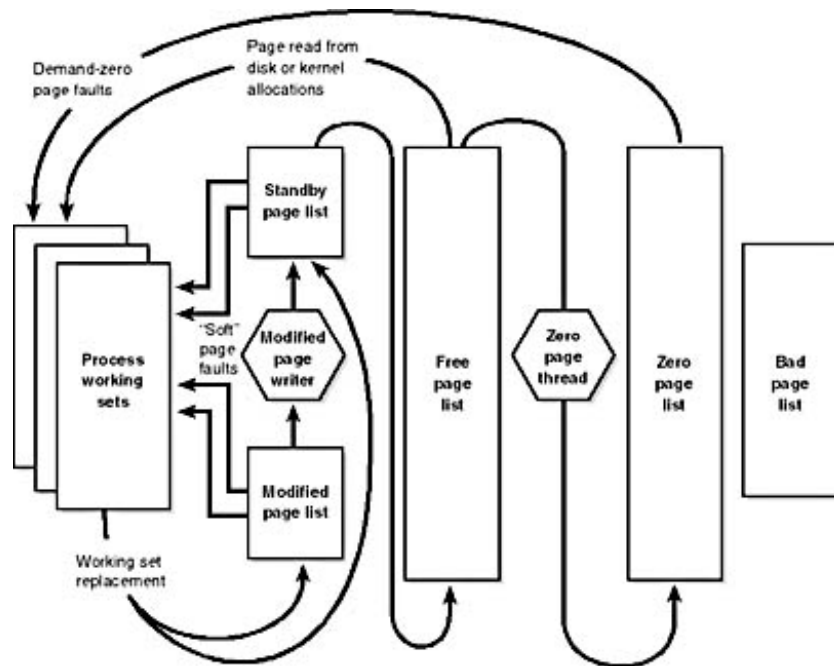 Demand-zero
page faults
Page read from
disk or kernel
allocations
Standby
page list
"Soft"
page
faults
Modified
page
writer
Process
working
sets
Free
page
list
Zero
page
thread
Zero
page
list
Bad
page
list
Modified
page list
Working set
replacement